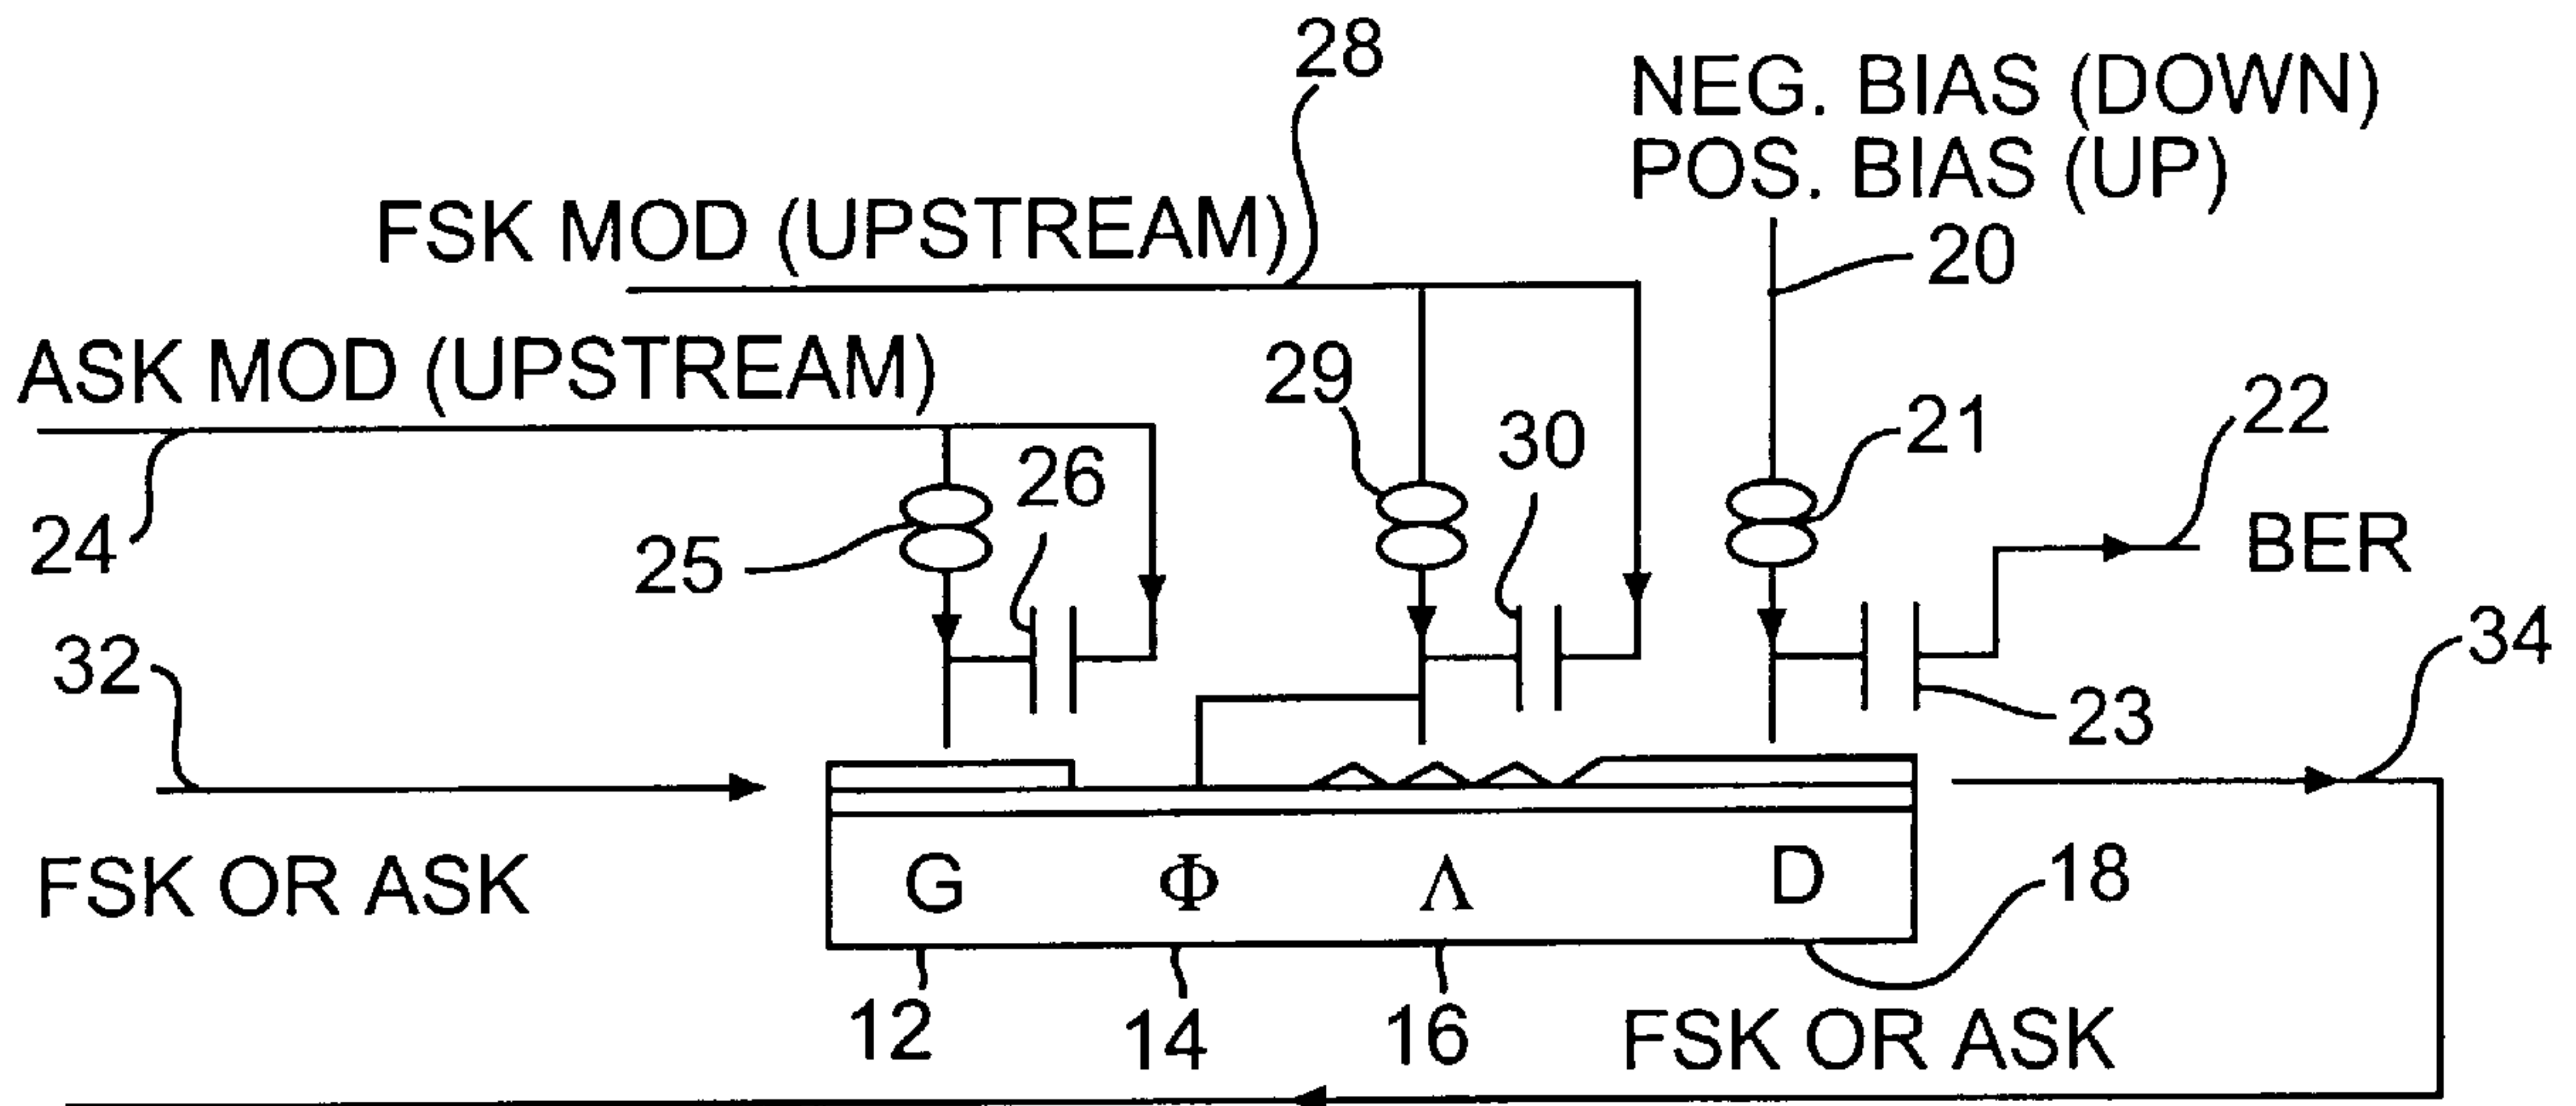 28
NEG. BIAS (DOWN)
POS. BIAS (UP)
FSK MOD (UPSTREAM)
20
ASK MOD (UPSTREAM)
29
30
21
22
26
24
25
BER
32
34
23
FSK OR ASK
G Φ Λ D
18
12 14 16
FSK OR ASK